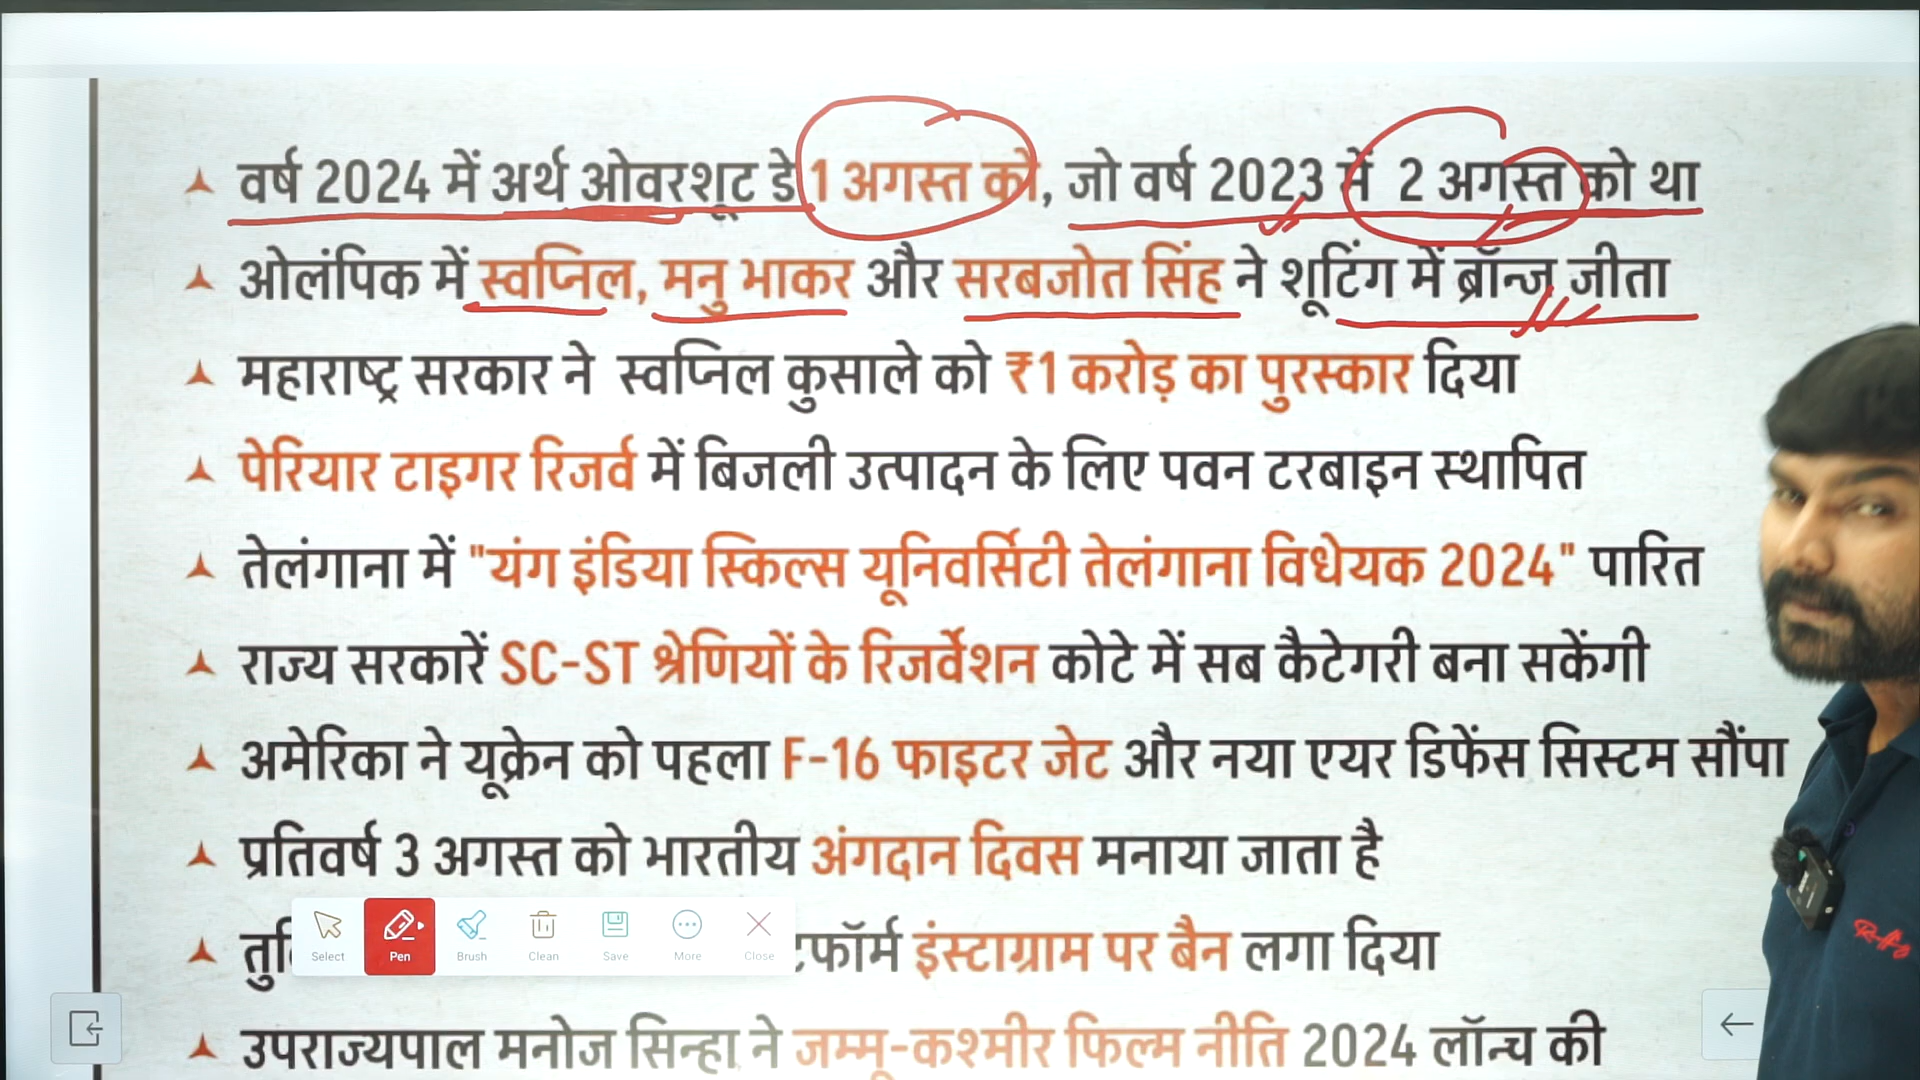 वर्ष 2024 में अर्थ ओवरशूट डे 1 अगस्त को, जो वर्ष 2023 में 2 अगस्त को था
ओलंपिक में स्वप्निल, मनु भाकर और सरबजोत सिंह ने शूटिंग में ब्रॉन्ज जीता
महाराष्ट्र सरकार ने स्वप्निल कुसाले को ₹1 करोड़ का पुरस्कार दिया
पेरियार टाइगर रिजर्व में बिजली उत्पादन के लिए पवन टरबाइन स्थापित
तेलंगाना में "यंग इंडिया स्किल्स यूनिवर्सिटी तेलंगाना विधेयक 2024" पारित
राज्य सरकारें SC-ST श्रेणियों के रिजर्वेशन कोटे में सब कैटेगरी बना सकेंगी
अमेरिका ने यूक्रेन को पहला F-16 फाइटर जेट और नया एयर डिफेंस सिस्टम सौंपा
प्रतिवर्ष 3 अगस्त को भारतीय अंगदान दिवस मनाया जाता है
इंस्टाग्राम पर बैन लगा दिया
Select Pen Brush Clean Save More Close
उपराज्यपाल मनोज सिन्हा ने जम्मू-कश्मीर फिल्म नीति 2024 लॉन्च की